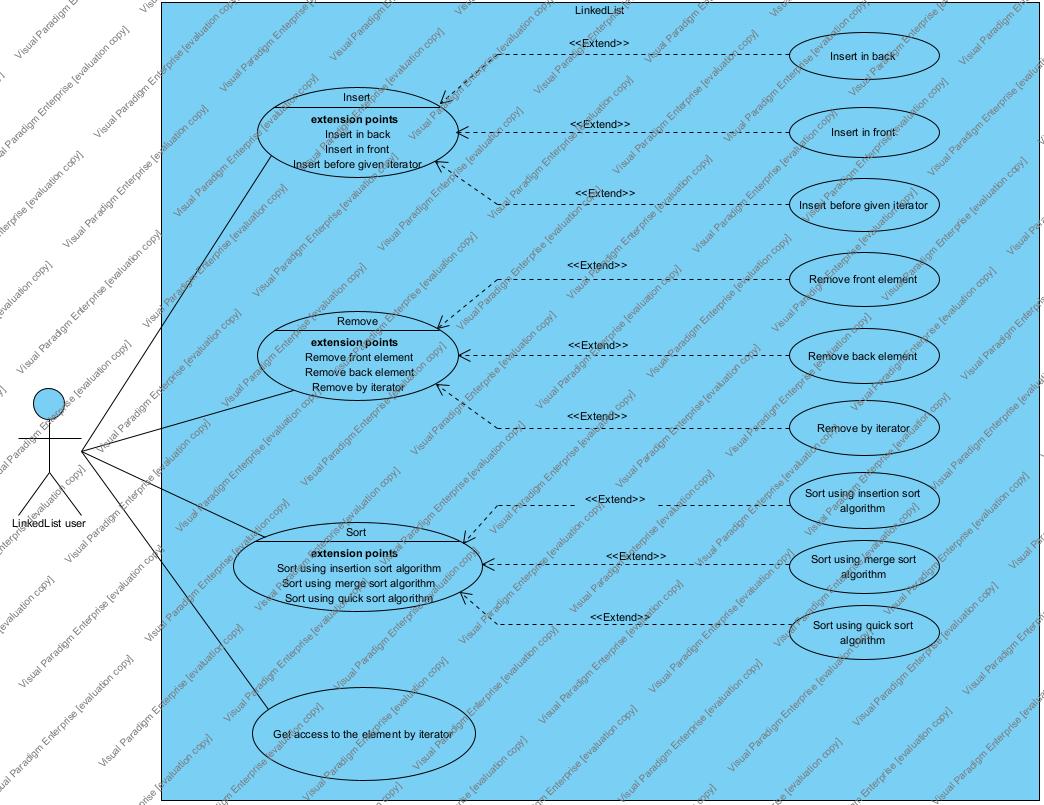 LinkedList
<<Extend>>
Insert in back
Insert
extension points
Insert in back
Insert in front
Insert before given iterator
<<Extend>>
Insert in front
<<Extend>>
Insert before given iterator
<<Extend>>
Remove front element
Remove
extension points
Remove front element
Remove back element
Remove by iterator
<<Extend>>
Remove back element
<<Extend>>
Remove by iterator
LinkedList user
<<Extend>>
Sort using insertion sort
algorithm
Sort
extension points
Sort using insertion sort algorithm
Sort using merge sort algorithm
Sort using quick sort algorithm
<<Extend>>
Sort using merge sort
algorithm
<<Extend>>
Sort using quick sort
algorithm
Get access to the element by iterator
Visual Paradigm Enterprise [evaluation copy]